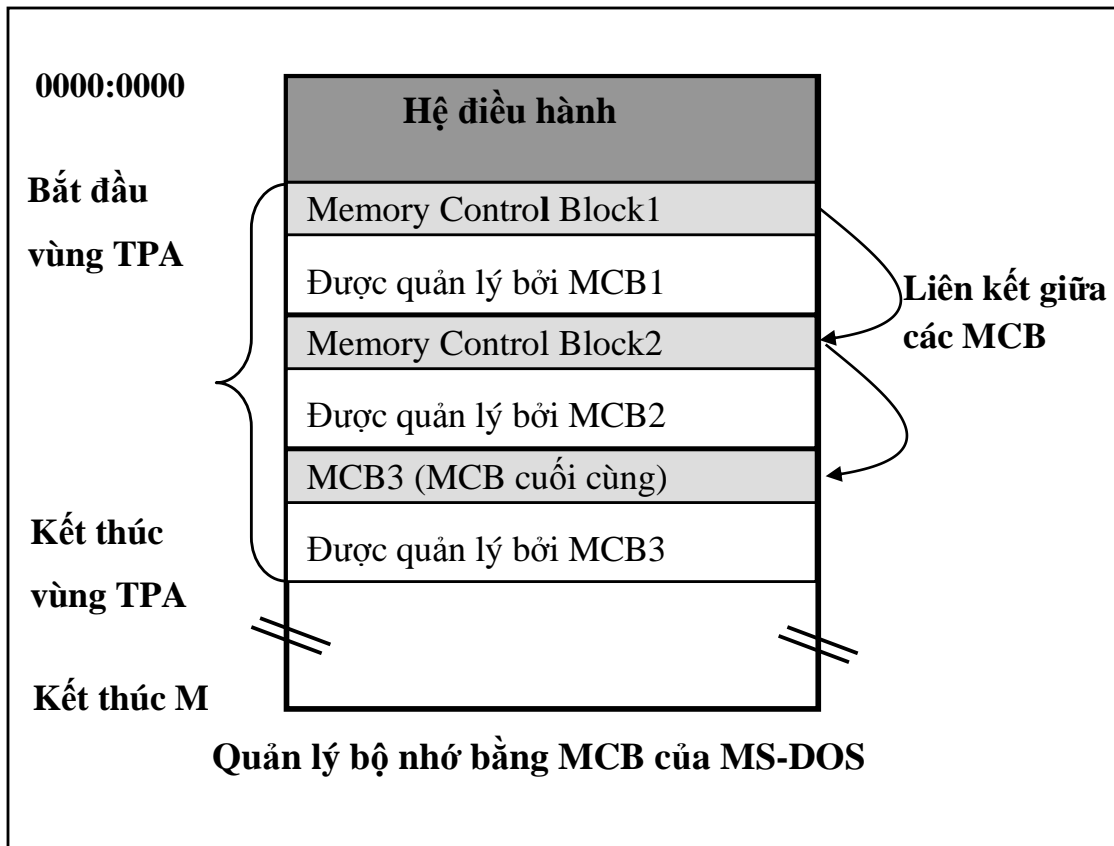 0000:0000
Hệ điều hành
Bắt đầu
vùng TPA
Memory Control Block1
Được quản lý bởi MCB1
Liên kết giữa
các MCB
Memory Control Block2
Được quản lý bởi MCB2
MCB3 (MCB cuối cùng)
Kết thúc
vùng TPA
Được quản lý bởi MCB3
Kết thúc M
Quản lý bộ nhớ bằng MCB của MS-DOS